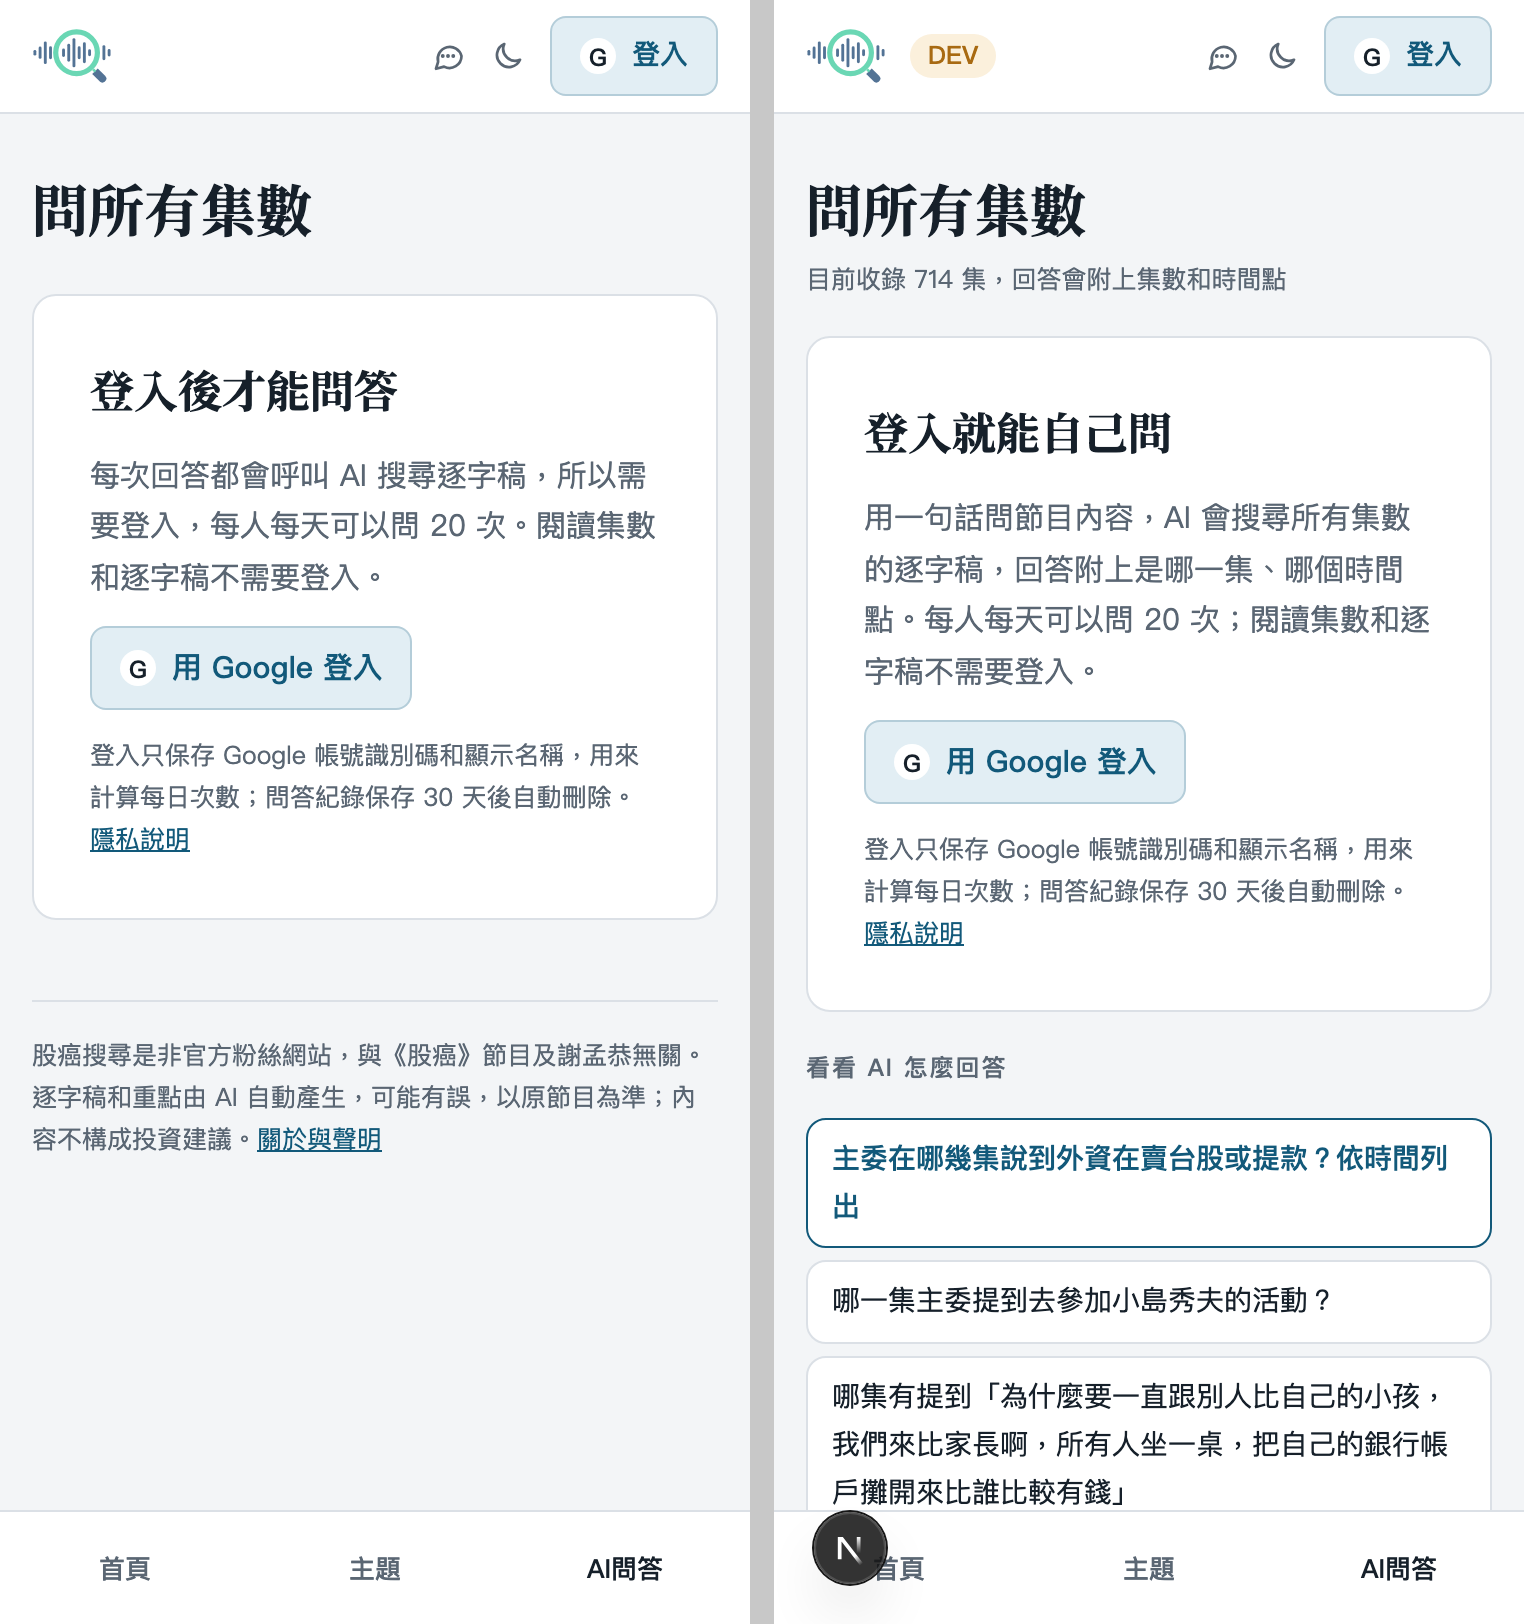 G 登入
問所有集數
登入後才能問答
每次回答都會呼叫 AI 搜尋逐字稿，所以需
要登入，每人每天可以問 20 次。閱讀集數
和逐字稿不需要登入。
G 用 Google 登入
登入只保存 Google 帳號識別碼和顯示名稱，用來
計算每日次數；問答紀錄保存 30 天後自動刪除。
隱私說明
股癌搜尋是非官方粉絲網站，與《股癌》節目及謝孟恭無關。
逐字稿和重點由 AI 自動產生，可能有誤，以原節目為準；內
容不構成投資建議。關於與聲明
首頁 主題 AI問答
DEV G 登入
問所有集數
目前收錄 714 集，回答會附上集數和時間點
登入就能自己問
用一句話問節目內容，AI 會搜尋所有集數
的逐字稿，回答附上是哪一集、哪個時間
點。每人每天可以問 20 次；閱讀集數和逐
字稿不需要登入。
G 用 Google 登入
登入只保存 Google 帳號識別碼和顯示名稱，用來
計算每日次數；問答紀錄保存 30 天後自動刪除。
隱私說明
看看 AI 怎麼回答
主委在哪幾集說到外資在賣台股或提款？依時間列
出
哪一集主委提到去參加小島秀夫的活動？
哪集有提到「為什麼要一直跟別人比自己的小孩，
我們來比家長啊，所有人坐一桌，把自己的銀行帳
戶攤開來比誰比較有錢」
N 首頁 主題 AI問答